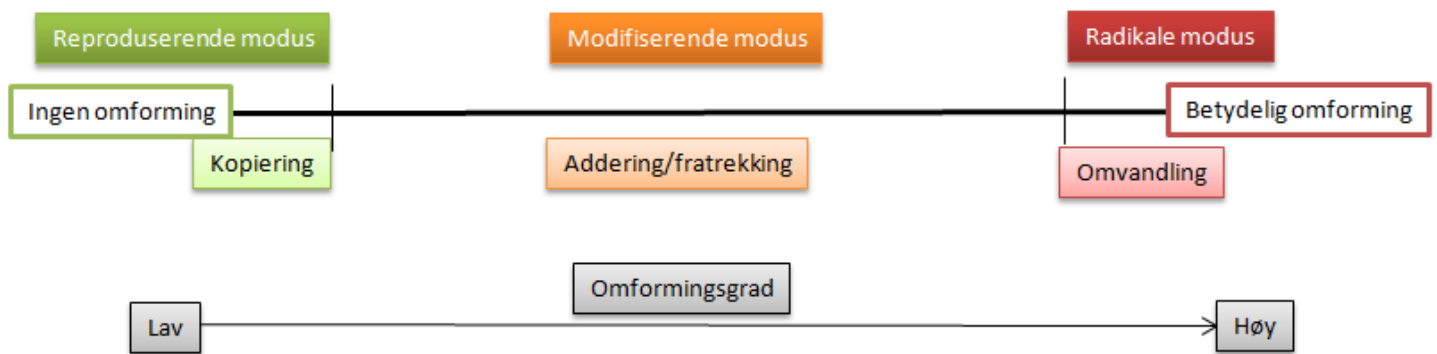 Reproduserende modus
Modifiserende modus
Radikale modus
Ingen omforming
Betydelig omforming
Kopiering
Addering/fratrekking
Omvandling
Omformingsgrad
Lav
Høy